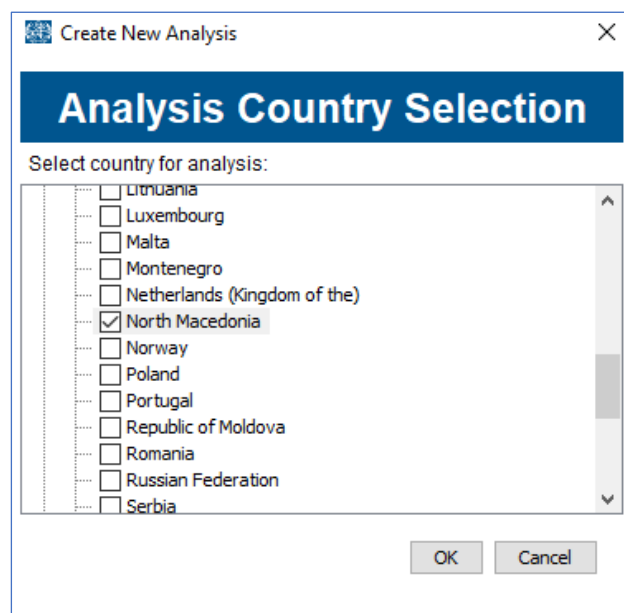 Create New Analysis
Analysis Country Selection
Select country for analysis:
Lithuania
Luxembourg
Malta
Montenegro
Netherlands (Kingdom of the)
North Macedonia
Norway
Poland
Portugal
Republic of Moldova
Romania
Russian Federation
Serbia
OK Cancel